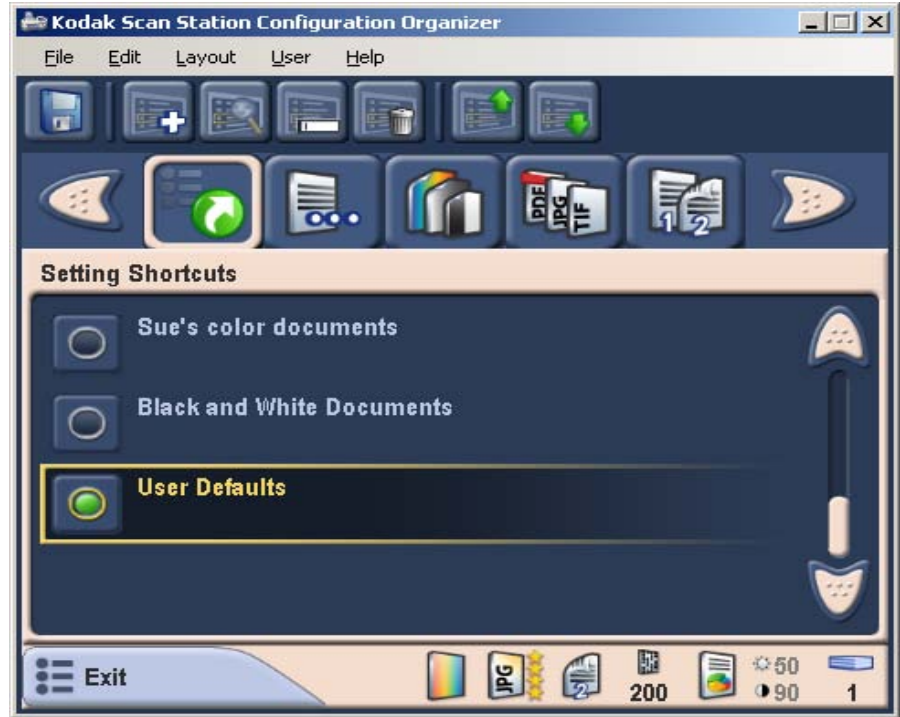 Kodak Scan Station Configuration Organizer
File Edit Layout User Help
PDF JPG TIF 1 2
Setting Shortcuts
Sue's color documents
Black and White Documents
User Defaults
Exit
JPG 2 200 50 90 1